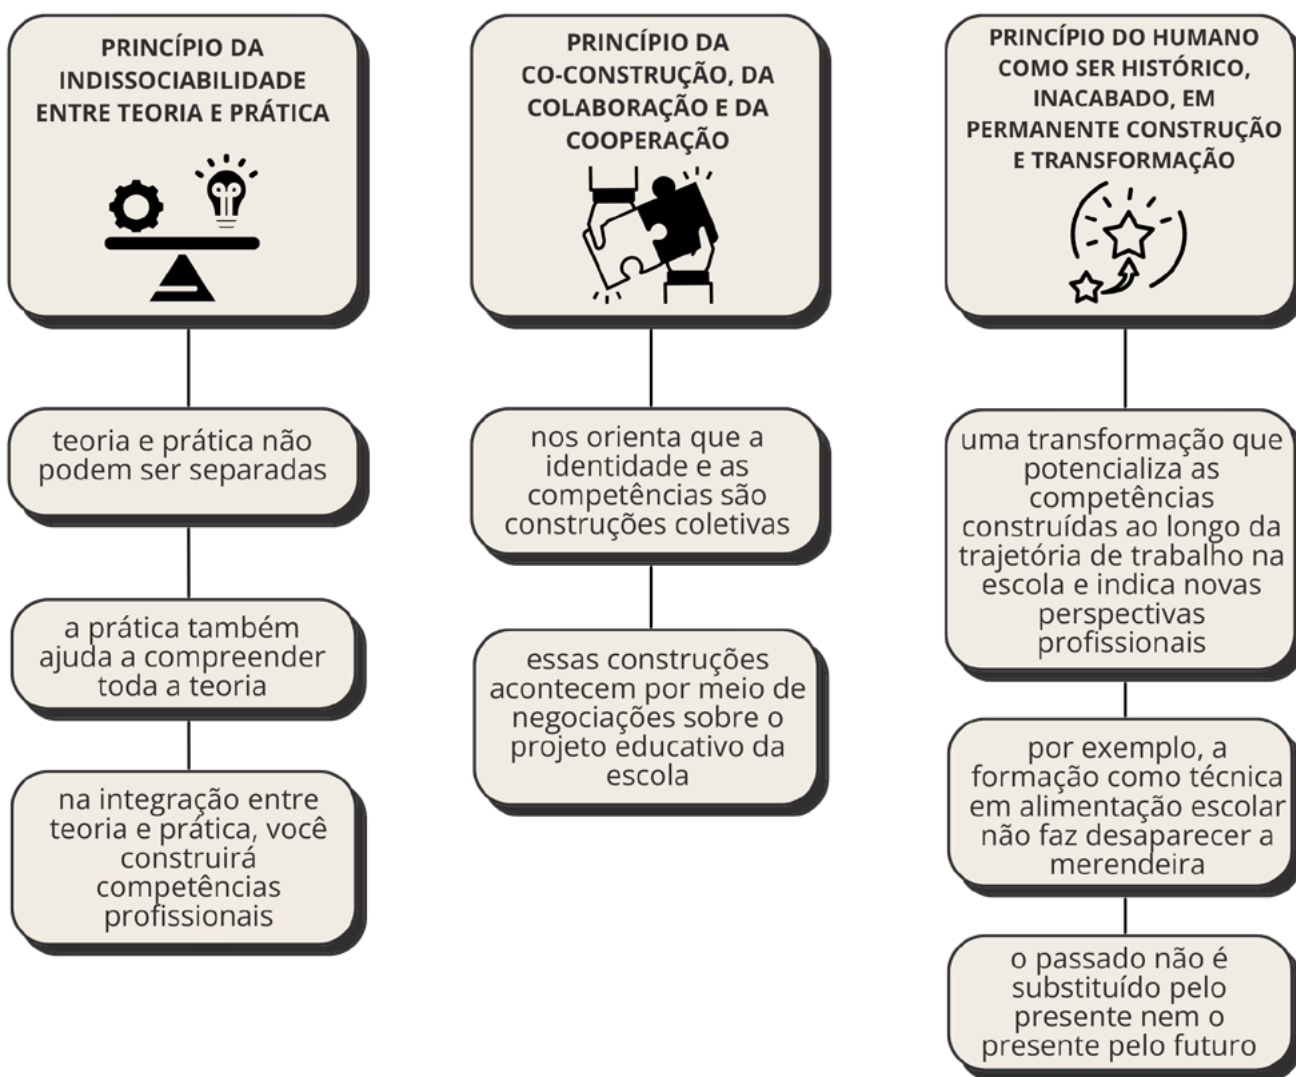 PRINCÍPIO DA
INDISSOCIABILIDADE
ENTRE TEORIA E PRÁTICA
teoria e prática não
podem ser separadas
a prática também
ajuda a compreender
toda a teoria
na integração entre
teoria e prática, você
construirá
competências
profissionais
PRINCÍPIO DA
CO-CONSTRUÇÃO, DA
COLABORAÇÃO E DA
COOPERAÇÃO
nos orienta que a
identidade e as
competências são
construções coletivas
essas construções
acontecem por meio de
negociações sobre o
projeto educativo da
escola
PRINCÍPIO DO HUMANO
COMO SER HISTÓRICO,
INACABADO, EM
PERMANENTE CONSTRUÇÃO
E TRANSFORMAÇÃO
uma transformação que
potencializa as
competências
construídas ao longo da
trajetória de trabalho na
escola e indica novas
perspectivas
profissionais
por exemplo, a
formação como técnica
em alimentação escolar
não faz desaparecer a
merendeira
o passado não é
substituído pelo
presente nem o
presente pelo futuro